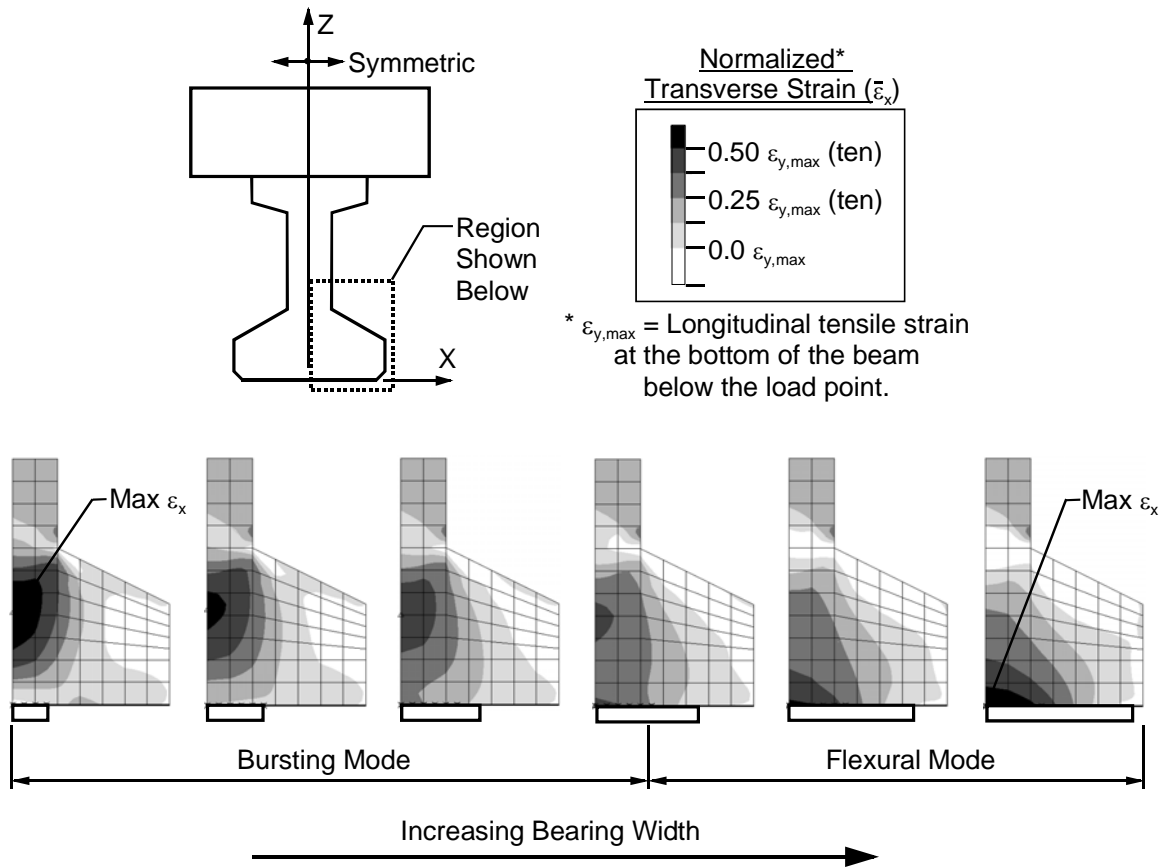 Z
Symmetric
Region
Shown
Below
X
Normalized*
Transverse Strain (ε̄x)
0.50 εy,max (ten)
0.25 εy,max (ten)
0.0 εy,max
* εy,max = Longitudinal tensile strain
at the bottom of the beam
below the load point.
Max εx
Max εx
Bursting Mode
Flexural Mode
Increasing Bearing Width